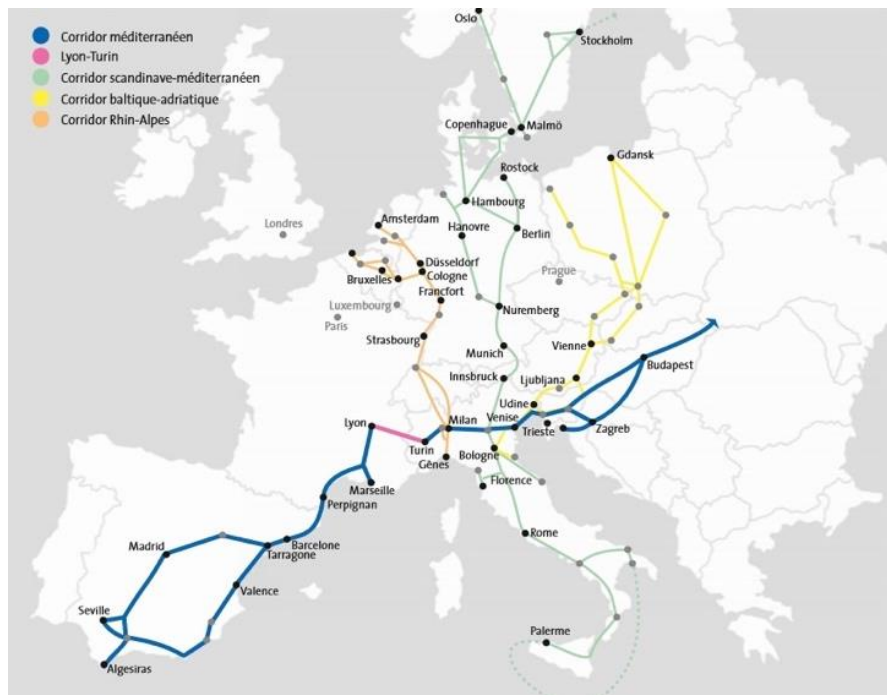 Corridor méditerranéen
Lyon-Turin
Corridor scandinave-méditerranéen
Corridor baltique-adriatique
Corridor Rhin-Alpes
Oslo
Stockholm
Copenhague
Malmö
Rostock
Gdansk
Hambourg
Amsterdam
Londres
Hanovre
Berlin
Düsseldorf
Cologne
Bruxelles
Prague
Francfort
Luxembourg
Paris
Nuremberg
Strasbourg
Vienne
Munich
Budapest
Innsbruck
Ljubljana
Udine
Lyon
Milan
Venise
Trieste
Zagreb
Turin
Bologne
Gênes
Marseille
Florence
Perpignan
Rome
Madrid
Barcelone
Tarragone
Valence
Seville
Palerme
Algesiras